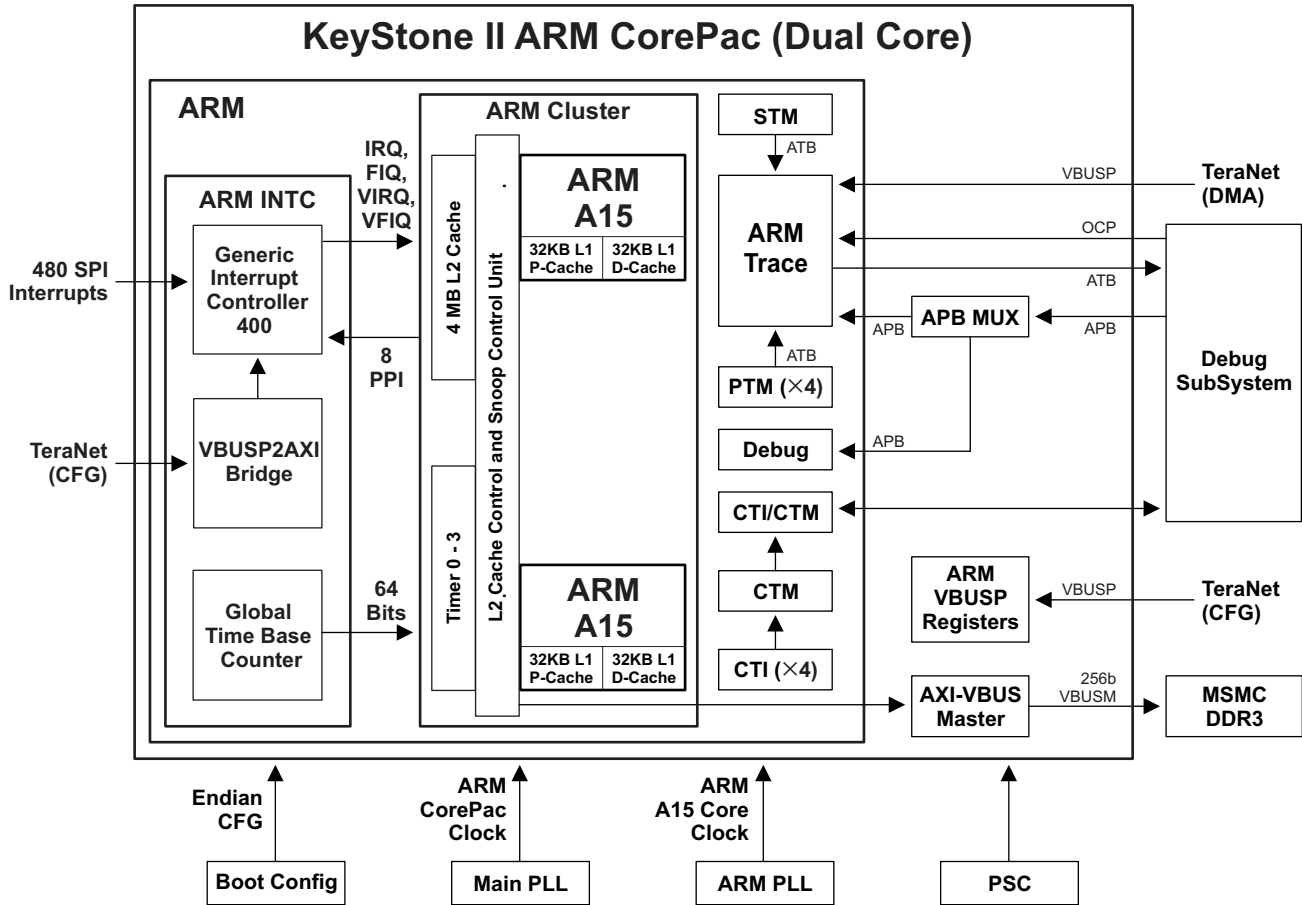 KeyStone II ARM CorePac (Dual Core)
ARM
ARM INTC
Generic
Interrupt
Controller
400
VBUSP2AXI
Bridge
Global
Time Base
Counter
480 SPI
Interrupts
TeraNet
(CFG)
IRQ,
FIQ,
VIRQ,
VFIQ
8
PPI
64
Bits
ARM Cluster
4 MB L2 Cache
Timer 0 - 3
L2 Cache Control and Snoop Control Unit
ARM
A15
32KB L1
P-Cache
32KB L1
D-Cache
ARM
A15
32KB L1
P-Cache
32KB L1
D-Cache
STM
ATB
ARM
Trace
ATB
PTM (×4)
Debug
CTI/CTM
CTM
CTI (×4)
VBUSP
OCP
ATB
APB
APB MUX
APB
APB
TeraNet
(DMA)
Debug
SubSystem
ARM
VBUSP
Registers
VBUSP
TeraNet
(CFG)
AXI-VBUS
Master
256b
VBUSM
MSMC
DDR3
Endian
CFG
Boot Config
ARM
CorePac
Clock
Main PLL
ARM
A15 Core
Clock
ARM PLL
PSC